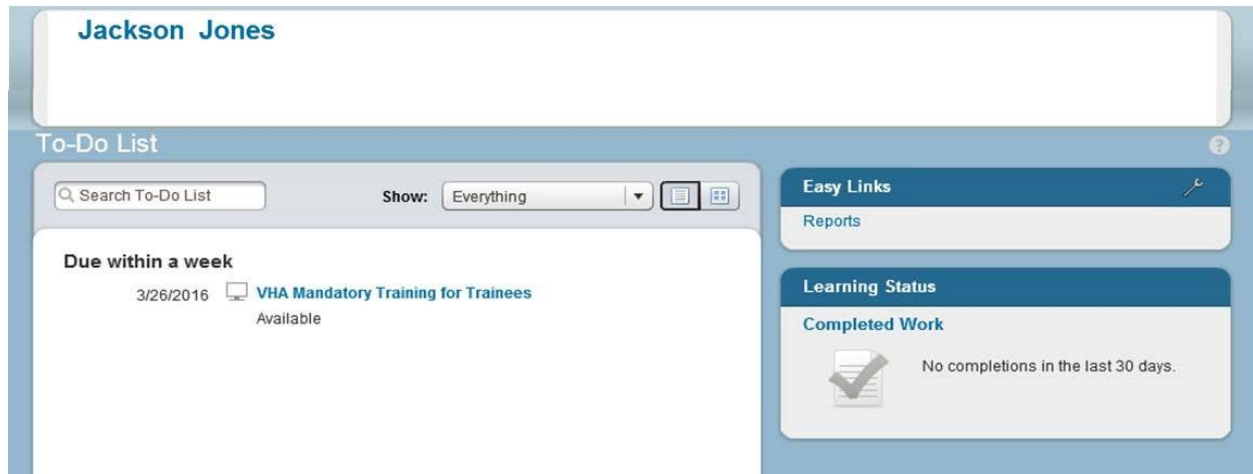 Jackson Jones
To-Do List
?
Search To-Do List
Show: Everything
Due within a week
3/26/2016 VHA Mandatory Training for Trainees
Available
Easy Links
Reports
Learning Status
Completed Work
No completions in the last 30 days.